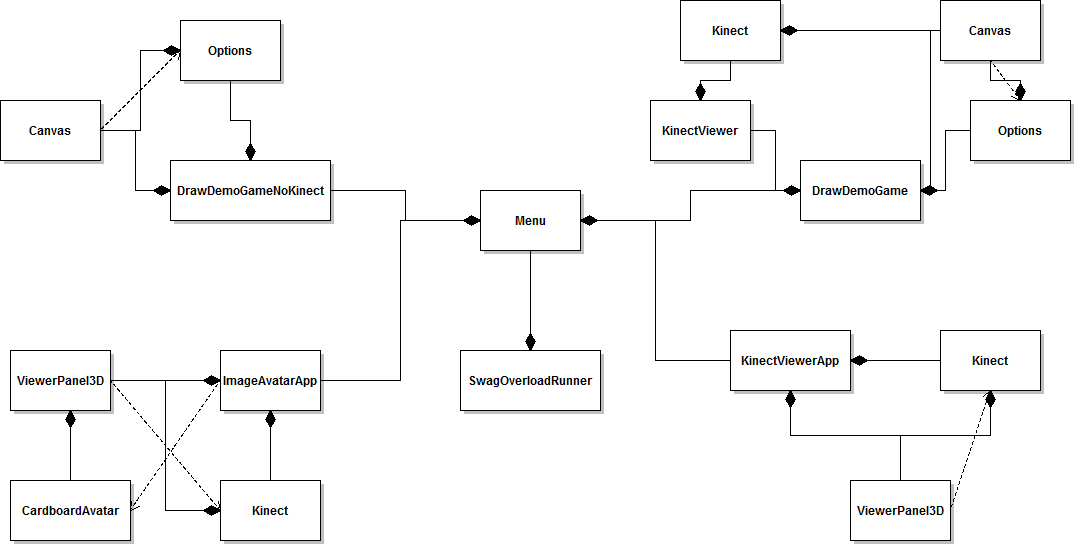 Kinect
Canvas
Options
Canvas
KinectViewer
Options
DrawDemoGameNoKinect
DrawDemoGame
Menu
KinectViewerApp
Kinect
ViewerPanel3D
ImageAvatarApp
SwagOverloadRunner
CardboardAvatar
Kinect
ViewerPanel3D